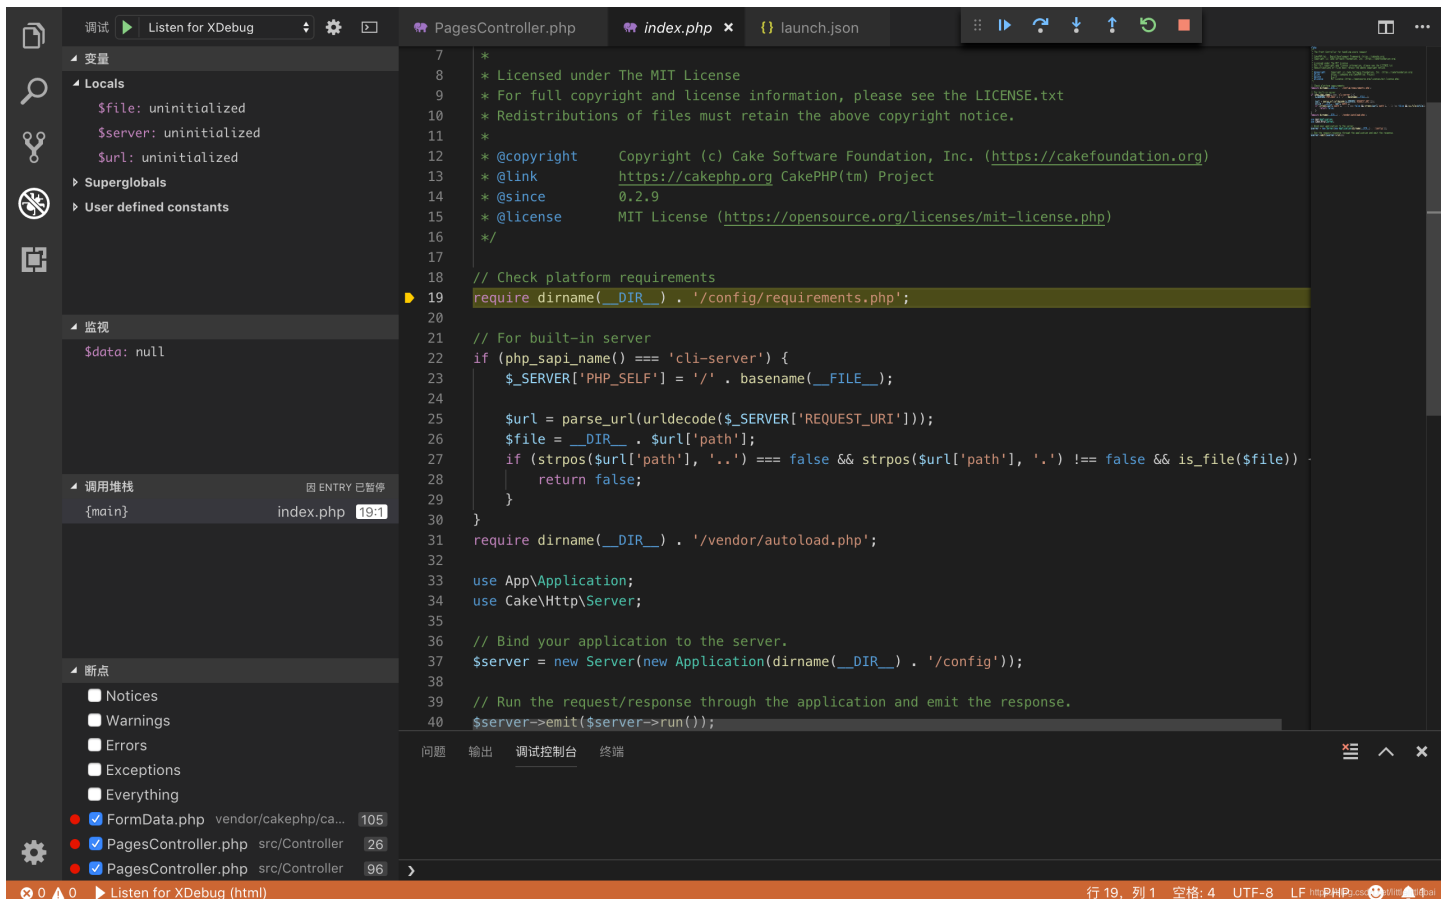 调试 Listen for XDebug
变量
Locals
$file: uninitialized
$server: uninitialized
$url: uninitialized
Superglobals
User defined constants
监视
$data: null
调用堆栈 因 ENTRY 已暂停
{main} index.php 19:1
断点
Notices
Warnings
Errors
Exceptions
Everything
FormData.php vendor/cakephp/ca... 105
PagesController.php src/Controller 26
PagesController.php src/Controller 96
PagesController.php index.php × {} launch.json
7 *
8 * Licensed under The MIT License
9 * For full copyright and license information, please see the LICENSE.txt
10 * Redistributions of files must retain the above copyright notice.
11 *
12 * @copyright Copyright (c) Cake Software Foundation, Inc. (https://cakefoundation.org)
13 * @link https://cakephp.org CakePHP(tm) Project
14 * @since 0.2.9
15 * @license MIT License (https://opensource.org/licenses/mit-license.php)
16 */
17
18 // Check platform requirements
19 require dirname(__DIR__) . '/config/requirements.php';
20
21 // For built-in server
22 if (php_sapi_name() === 'cli-server') {
23 $_SERVER['PHP_SELF'] = '/' . basename(__FILE__);
24
25 $url = parse_url(urldecode($_SERVER['REQUEST_URI']));
26 $file = __DIR__ . $url['path'];
27 if (strpos($url['path'], '..') === false && strpos($url['path'], '.') !== false && is_file($file))
28 return false;
29 }
30 }
31 require dirname(__DIR__) . '/vendor/autoload.php';
32
33 use App\Application;
34 use Cake\Http\Server;
35
36 // Bind your application to the server.
37 $server = new Server(new Application(dirname(__DIR__) . '/config'));
38
39 // Run the request/response through the application and emit the response.
40 $server->emit($server->run());
问题 输出 调试控制台 终端
0 0 Listen for XDebug (html) 行 19，列 1 空格: 4 UTF-8 LF PHP